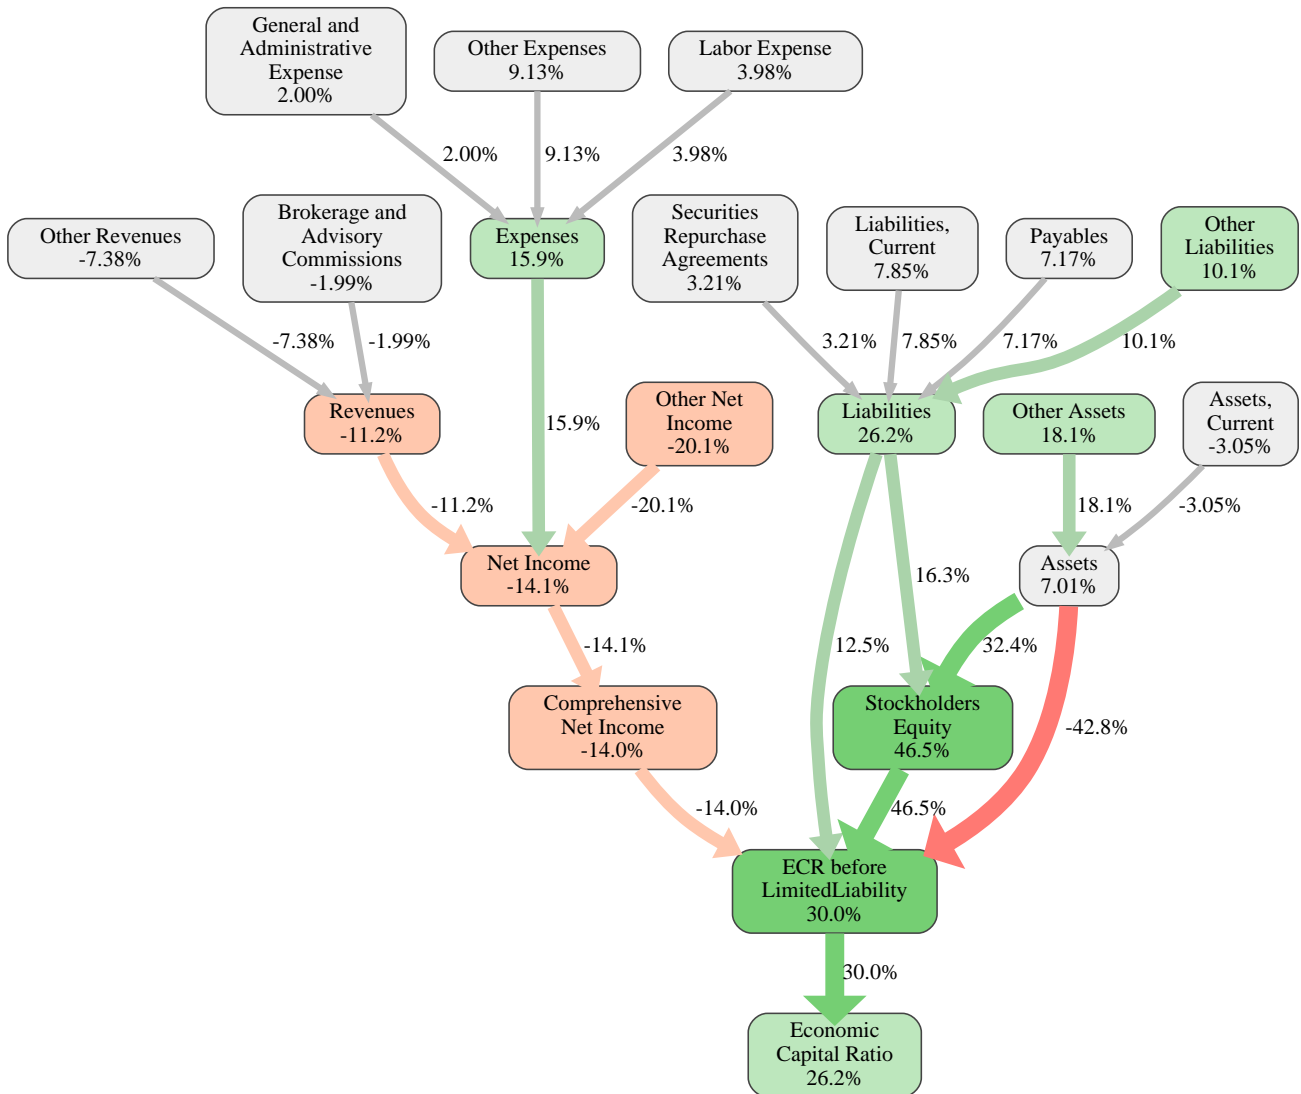 General and
Administrative
Expense
2.00%
Other Expenses
9.13%
Labor Expense
3.98%
2.00%
9.13%
3.98%
Other Revenues
-7.38%
Brokerage and
Advisory
Commissions
-1.99%
Expenses
15.9%
Securities
Repurchase
Agreements
3.21%
Liabilities,
Current
7.85%
Payables
7.17%
Other
Liabilities
10.1%
-7.38%
-1.99%
3.21%
7.85%
7.17%
10.1%
Revenues
-11.2%
15.9%
Other Net
Income
-20.1%
Liabilities
26.2%
Other Assets
18.1%
Assets,
Current
-3.05%
-11.2%
-20.1%
18.1%
-3.05%
Net Income
-14.1%
16.3%
Assets
7.01%
-14.1%
12.5%
32.4%
Comprehensive
Net Income
-14.0%
Stockholders
Equity
46.5%
-42.8%
-14.0%
46.5%
ECR before
LimitedLiability
30.0%
30.0%
Economic
Capital Ratio
26.2%